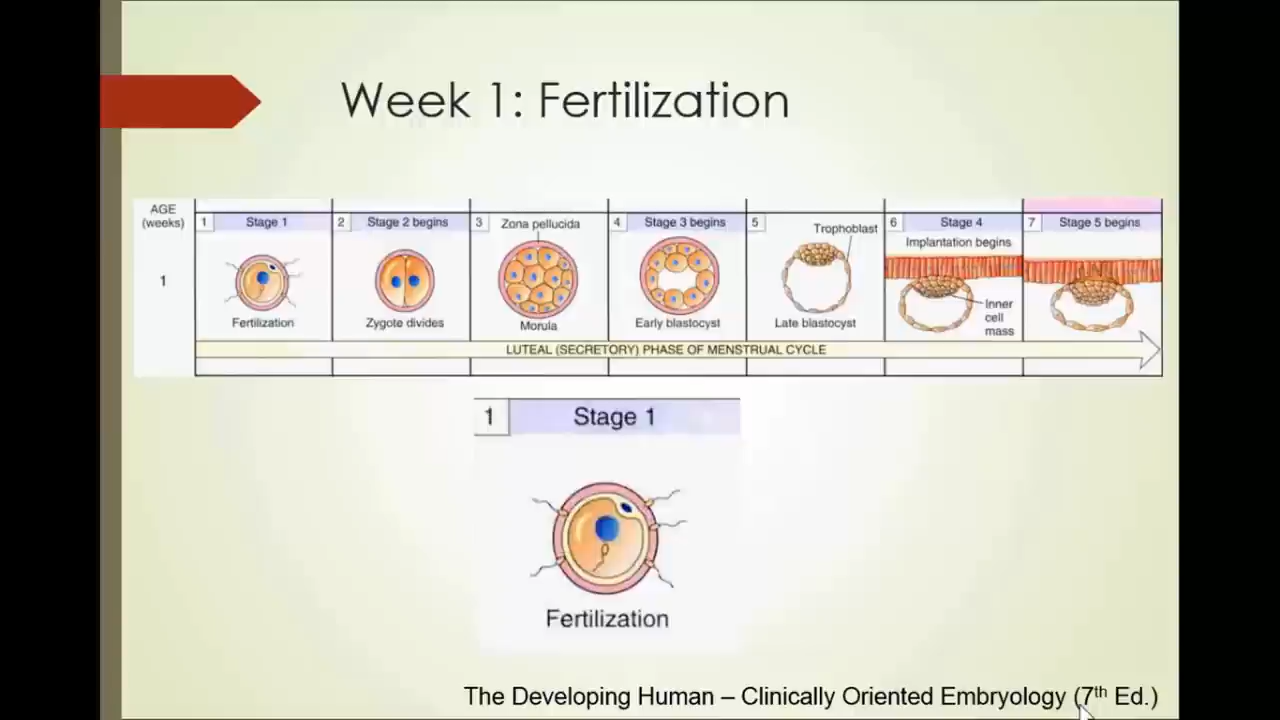 Week 1: Fertilization
AGE
(weeks)
1 Stage 1
2 Stage 2 begins
3 Zona pellucida
4 Stage 3 begins
5 Trophoblast
6 Stage 4
Implantation begins
7 Stage 5 begins
1
Inner
cell
mass
Fertilization
Zygote divides
Morula
Early blastocyst
Late blastocyst
LUTEAL (SECRETORY) PHASE OF MENSTRUAL CYCLE
1 Stage 1
Fertilization
The Developing Human – Clinically Oriented Embryology (7th Ed.)